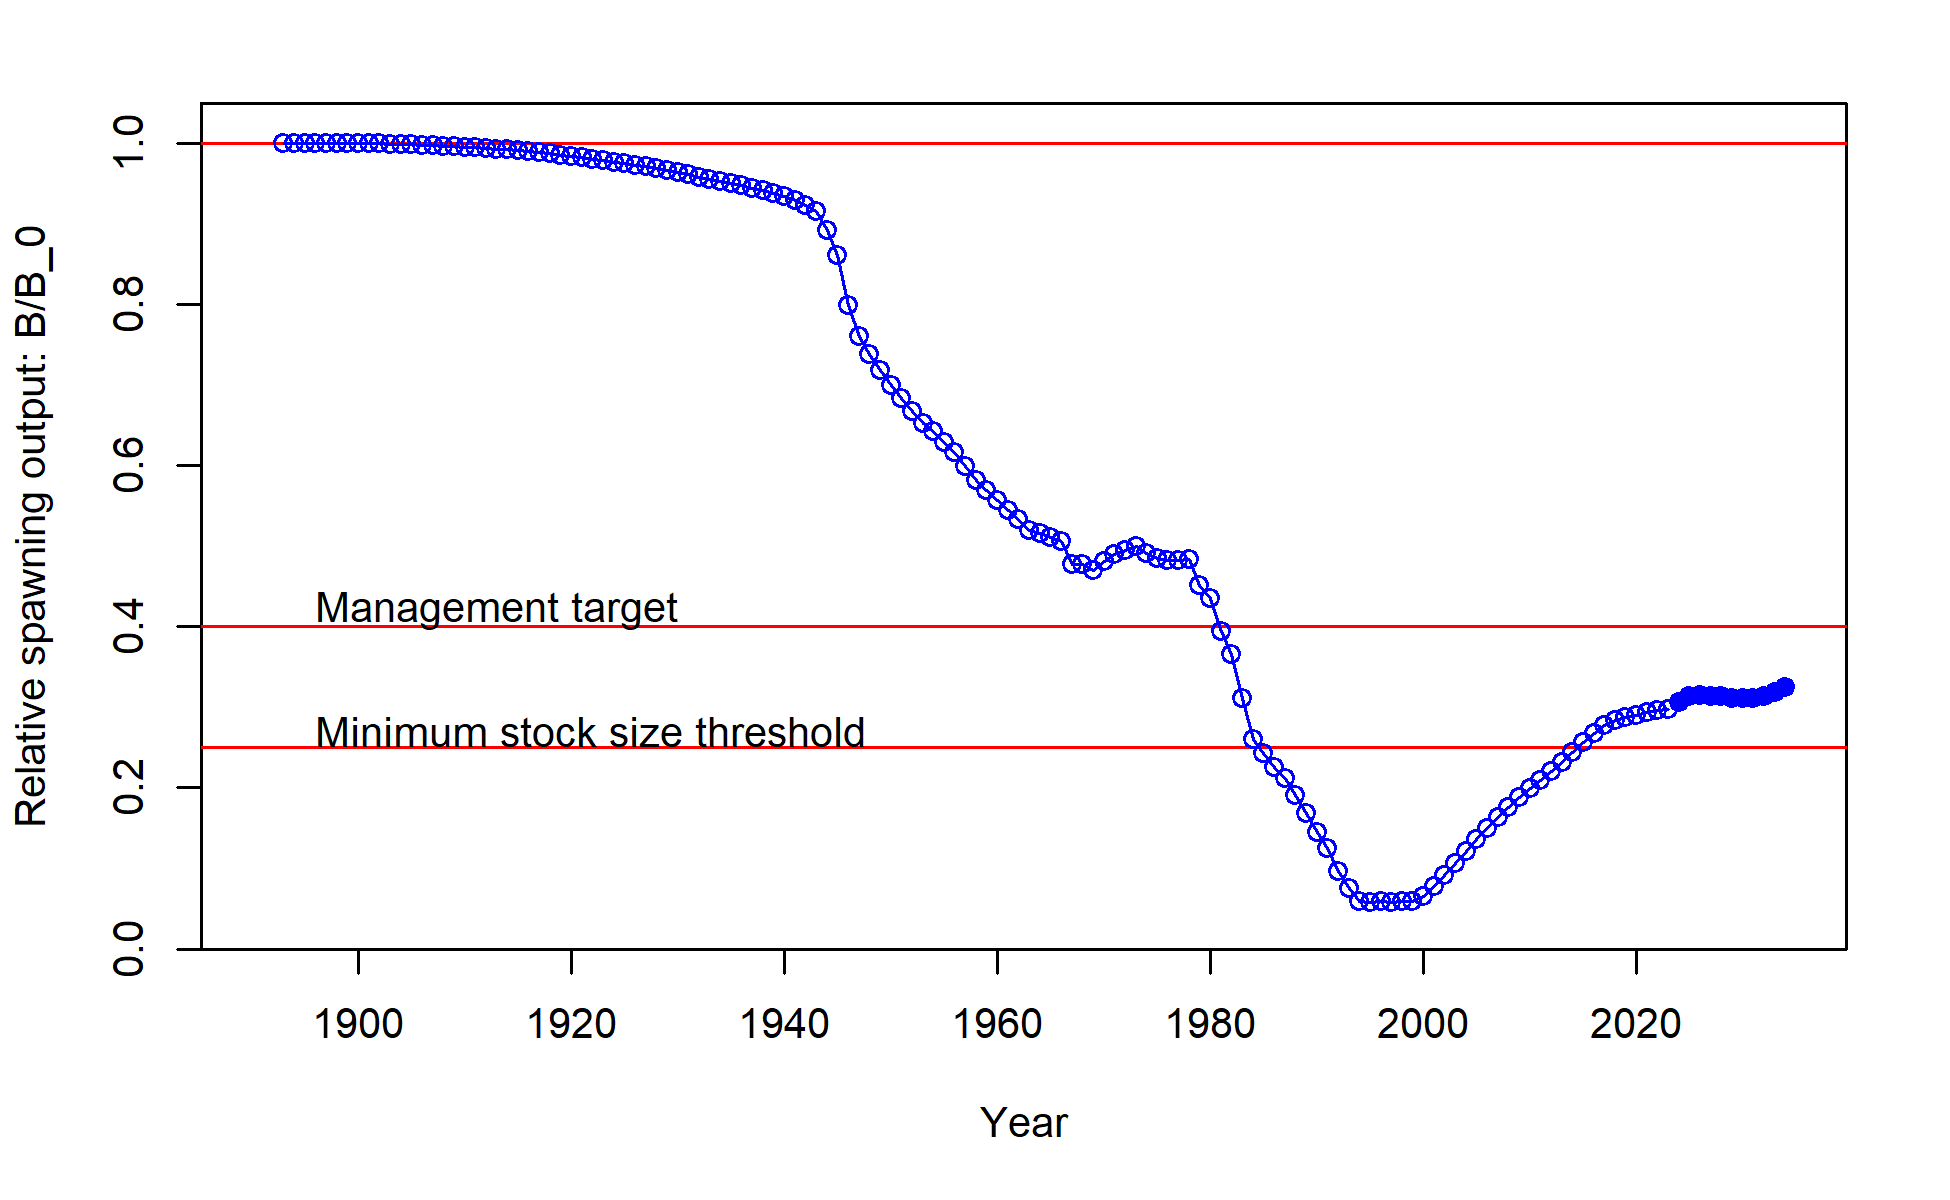 Relative spawning output: B/B_0
1.0
0.8
0.6
0.4
0.2
0.0
Management target
Minimum stock size threshold
1900 1920 1940 1960 1980 2000 2020
Year